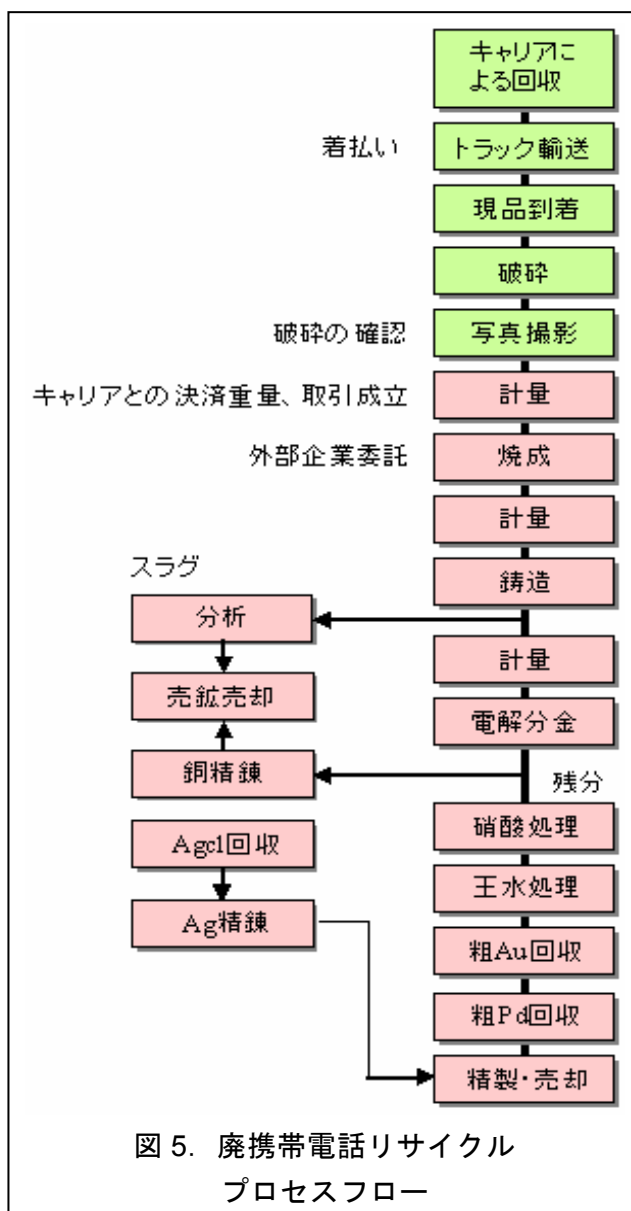 キャリアに
よる回収
着払い
トラック輸送
現品到着
破砕
破砕の確認
写真撮影
キャリアとの決済重量、取引成立
計量
外部企業委託
焼成
計量
スラグ
鋳造
分析
計量
売鉱売却
電解分金
銅精錬
残分
硝酸処理
Agcl回収
王水処理
Ag精錬
粗Au回収
粗Pd回収
精製・売却
図 5. 廃携帯電話リサイクル
プロセスフロー